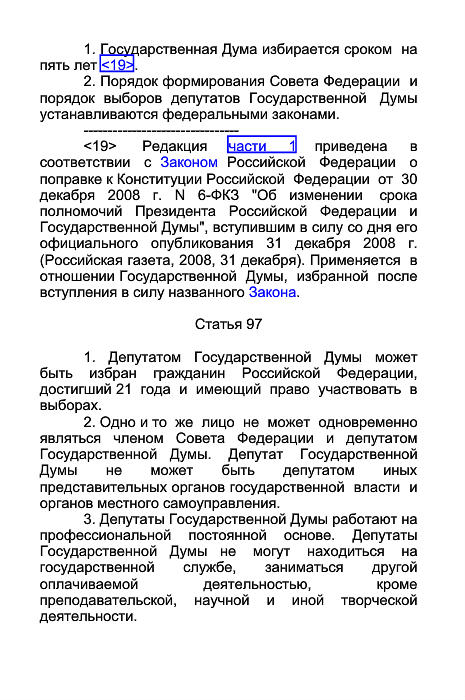 1. Государственная Дума избирается сроком на
пять лет <19>.
2. Порядок формирования Совета Федерации и
порядок выборов депутатов Государственной Думы
устанавливаются федеральными законами.
--------------------------------
<19> Редакция части 1 приведена в
соответствии с Законом Российской Федерации о
поправке к Конституции Российской Федерации от 30
декабря 2008 г. N 6-ФКЗ "Об изменении срока
полномочий Президента Российской Федерации и
Государственной Думы", вступившим в силу со дня его
официального опубликования 31 декабря 2008 г.
(Российская газета, 2008, 31 декабря). Применяется в
отношении Государственной Думы, избранной после
вступления в силу названного Закона.
Статья 97
1. Депутатом Государственной Думы может
быть избран гражданин Российской Федерации,
достигший 21 года и имеющий право участвовать в
выборах.
2. Одно и то же лицо не может одновременно
являться членом Совета Федерации и депутатом
Государственной Думы. Депутат Государственной
Думы не может быть депутатом иных
представительных органов государственной власти и
органов местного самоуправления.
3. Депутаты Государственной Думы работают на
профессиональной постоянной основе. Депутаты
Государственной Думы не могут находиться на
государственной службе, заниматься другой
оплачиваемой деятельностью, кроме
преподавательской, научной и иной творческой
деятельности.